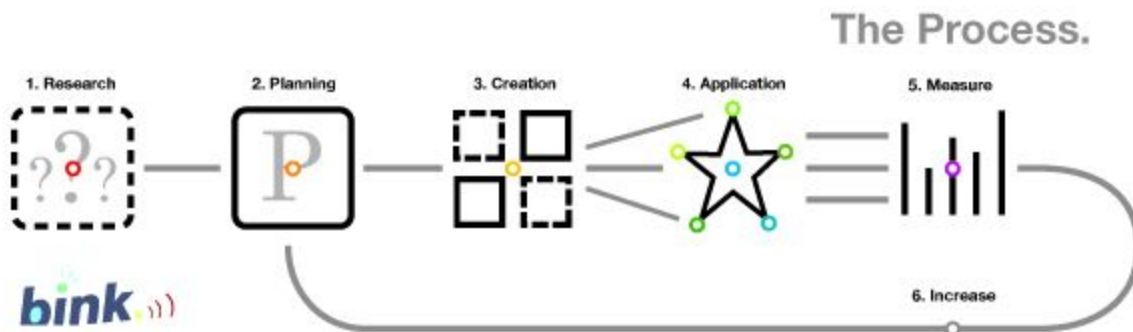 The Process.
1. Research
2. Planning
3. Creation
4. Application
5. Measure
? ? ?
P
6. Increase
bink.